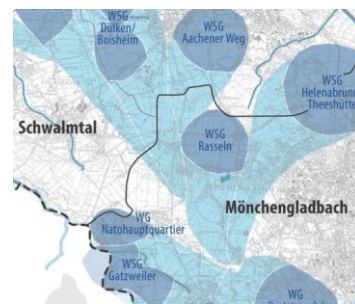 WSG
Dülken/
Boisheim
WSG
Aachener Weg
WSG
Helenabrunn
Theeshütte
Schwalmtal
WSG
Rasseln
Mönchengladbach
WG
Natohauptquartier
WSG
Gatzweiler
WG